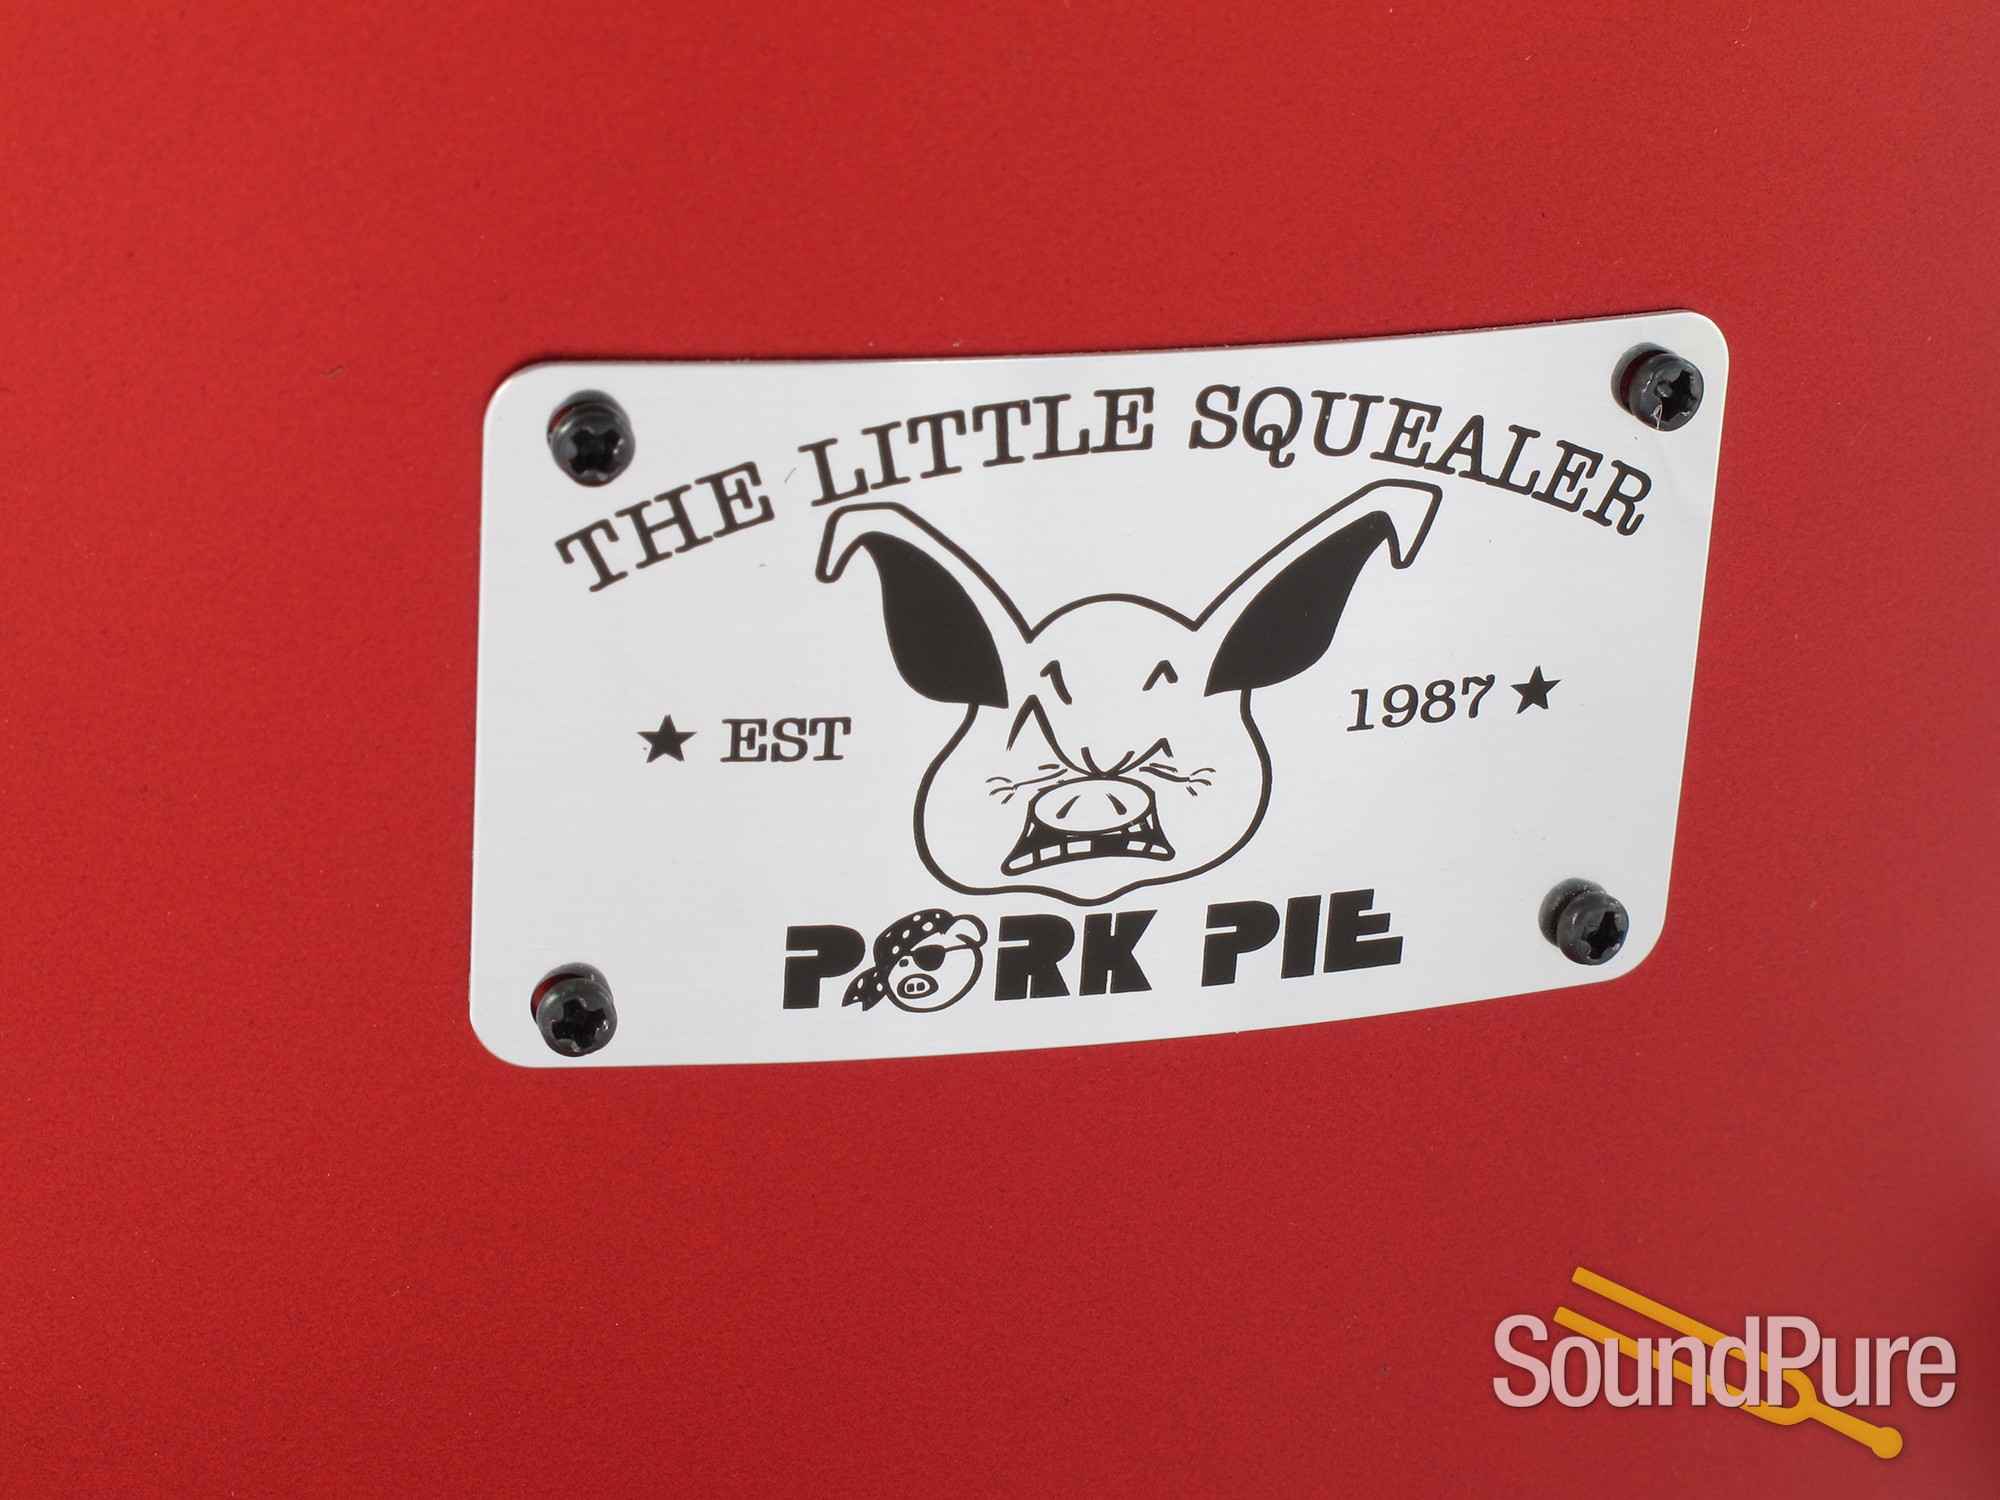 THE LITTLE SQUEALER
★ EST 1987 ★
PORK PIE
SoundPure